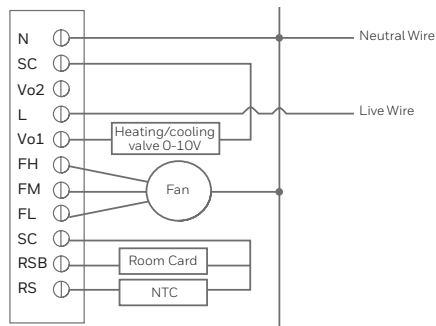 N
Neutral Wire
SC
Vo2
L
Live Wire
Vo1
Heating/cooling
valve 0-10V
FH
FM
Fan
FL
SC
RSB
Room Card
RS
NTC